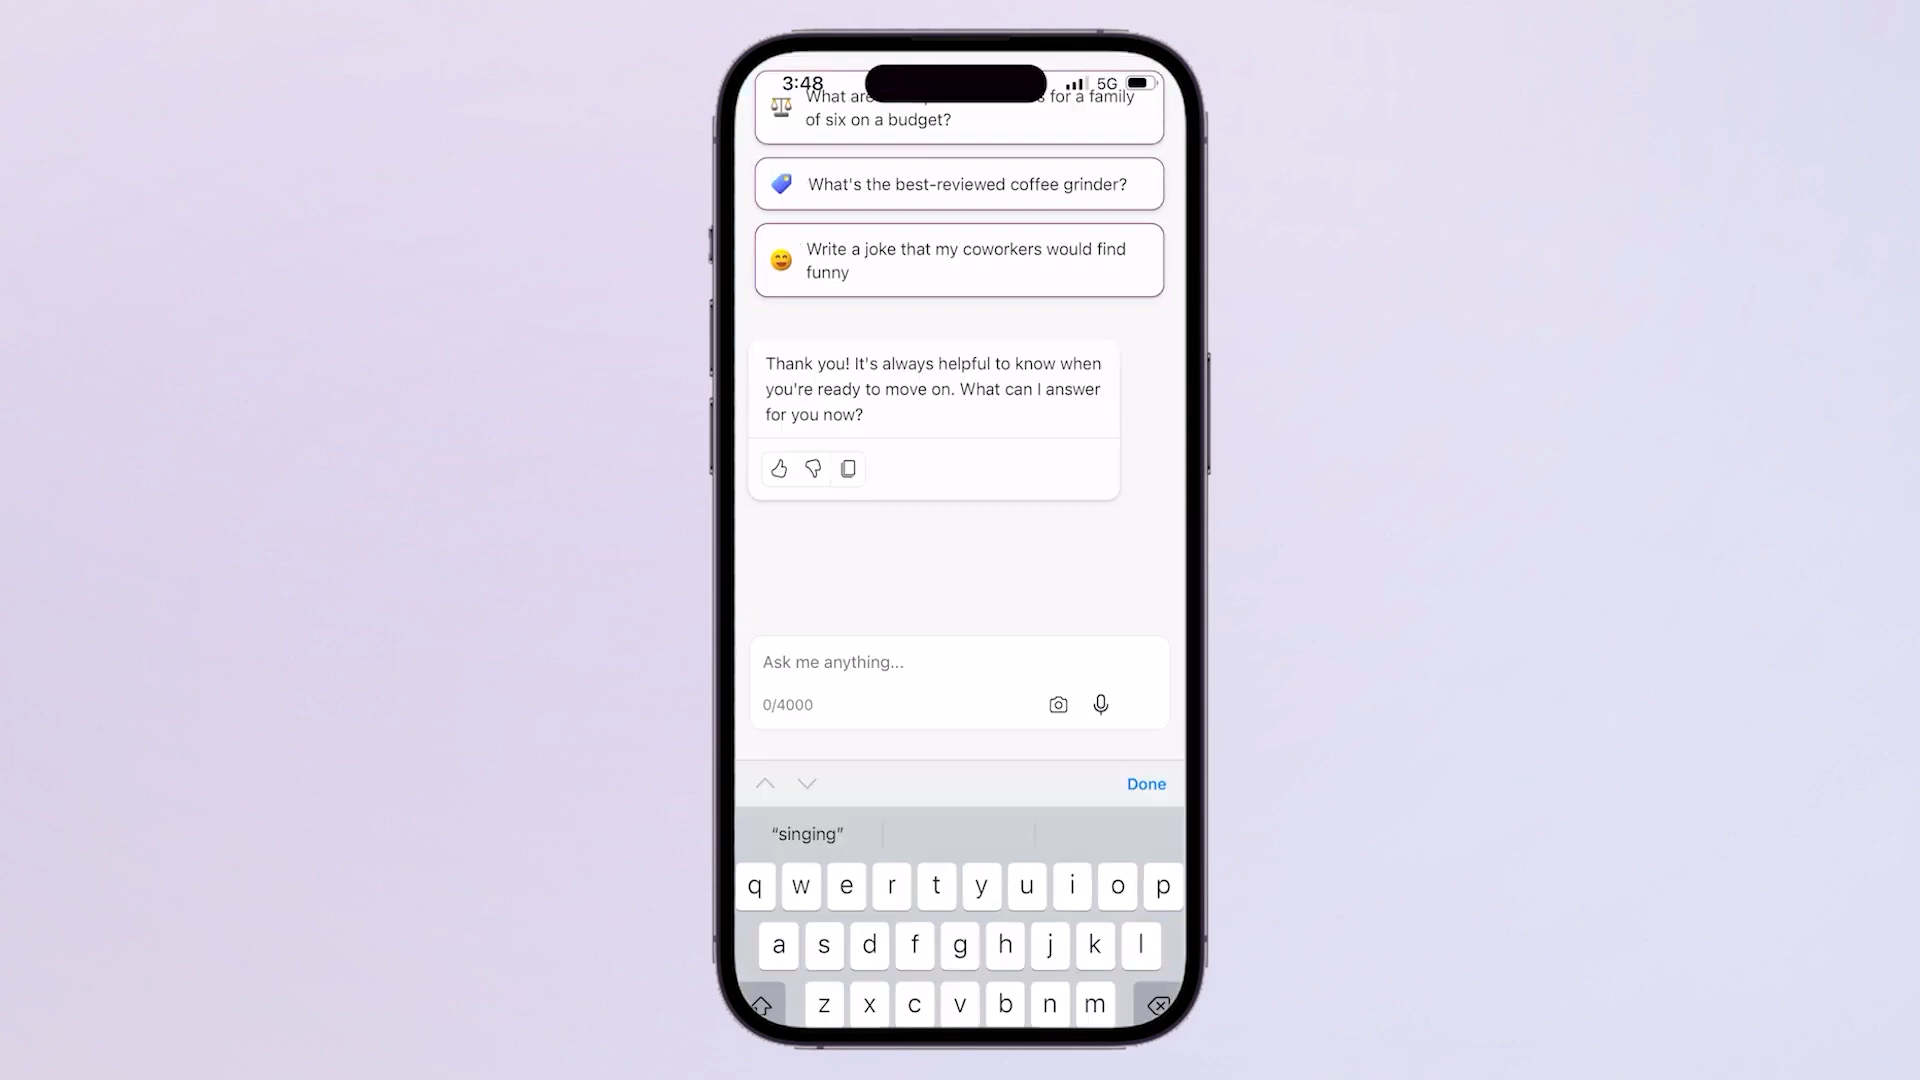 3:48
5G
What are for a family
of six on a budget?
What's the best-reviewed coffee grinder?
Write a joke that my coworkers would find
funny
Thank you! It's always helpful to know when
you're ready to move on. What can I answer
for you now?
Ask me anything...
0/4000
Done
“singing”
q w e r t y u i o p
a s d f g h j k l
z x c v b n m